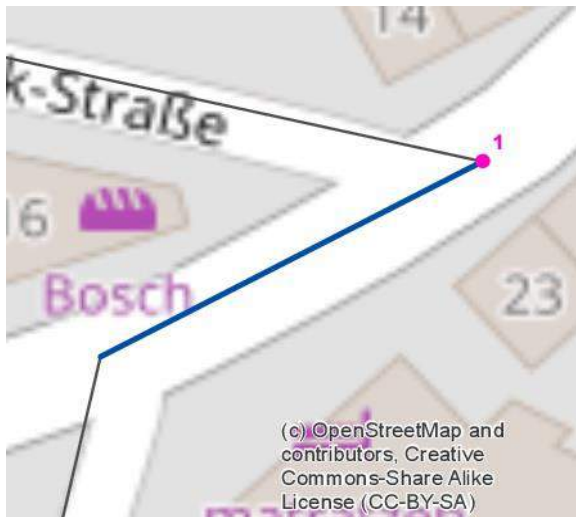 14
k-Straße
1
16
Bosch
23
(c) OpenStreetMap and
contributors, Creative
Commons-Share Alike
License (CC-BY-SA)